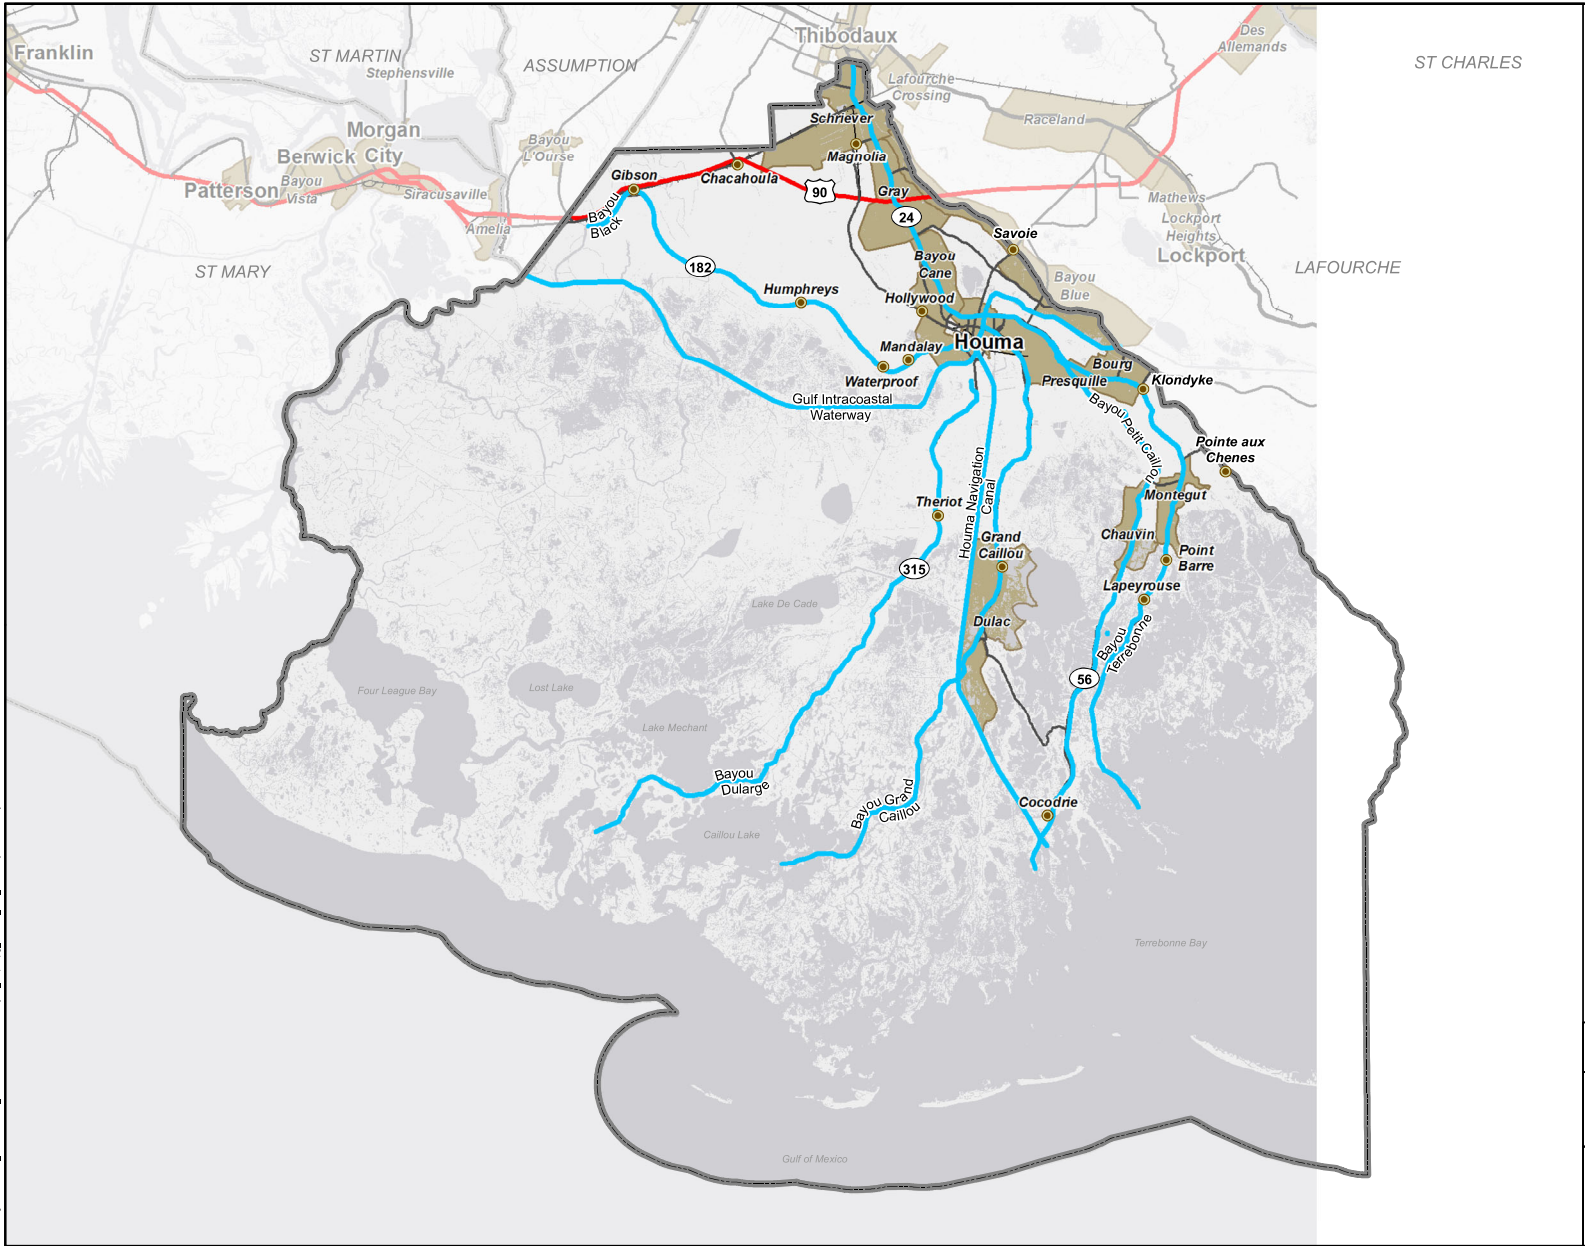 Franklin
ST MARTIN
Stephensville
ASSUMPTION
Thibodaux
Des
Allemands
ST CHARLES
Lafourche
Crossing
Raceland
Morgan
City
Berwick
Patterson
Bayou
Vista
Siracusaville
Amelia
Bayou
L'Ourse
Schriever
Magnolia
Gibson
Chacahoula
90
Gray
24
Bayou
Black
Mathews
Lockport
Heights
Lockport
LAFOURCHE
ST MARY
Savoie
Bayou
Cane
Bayou
Blue
182
Humphreys
Hollywood
Houma
Mandalay
Waterproof
Bourg
Presquille
Klondyke
Gulf Intracoastal
Waterway
Bayou Petit Caillou
Pointe aux
Chenes
Houma Navigation
Canal
Theriot
Montegut
Grand
Caillou
Chauvin
Point
Barre
315
Lapeyrouse
Lake De Cade
Dulac
Bayou
Terrebonne
56
Four League Bay
Lost Lake
Lake Mechant
Bayou
Dularge
Bayou Grand
Caillou
Cocodrie
Caillou Lake
Terrebonne Bay
Gulf of Mexico